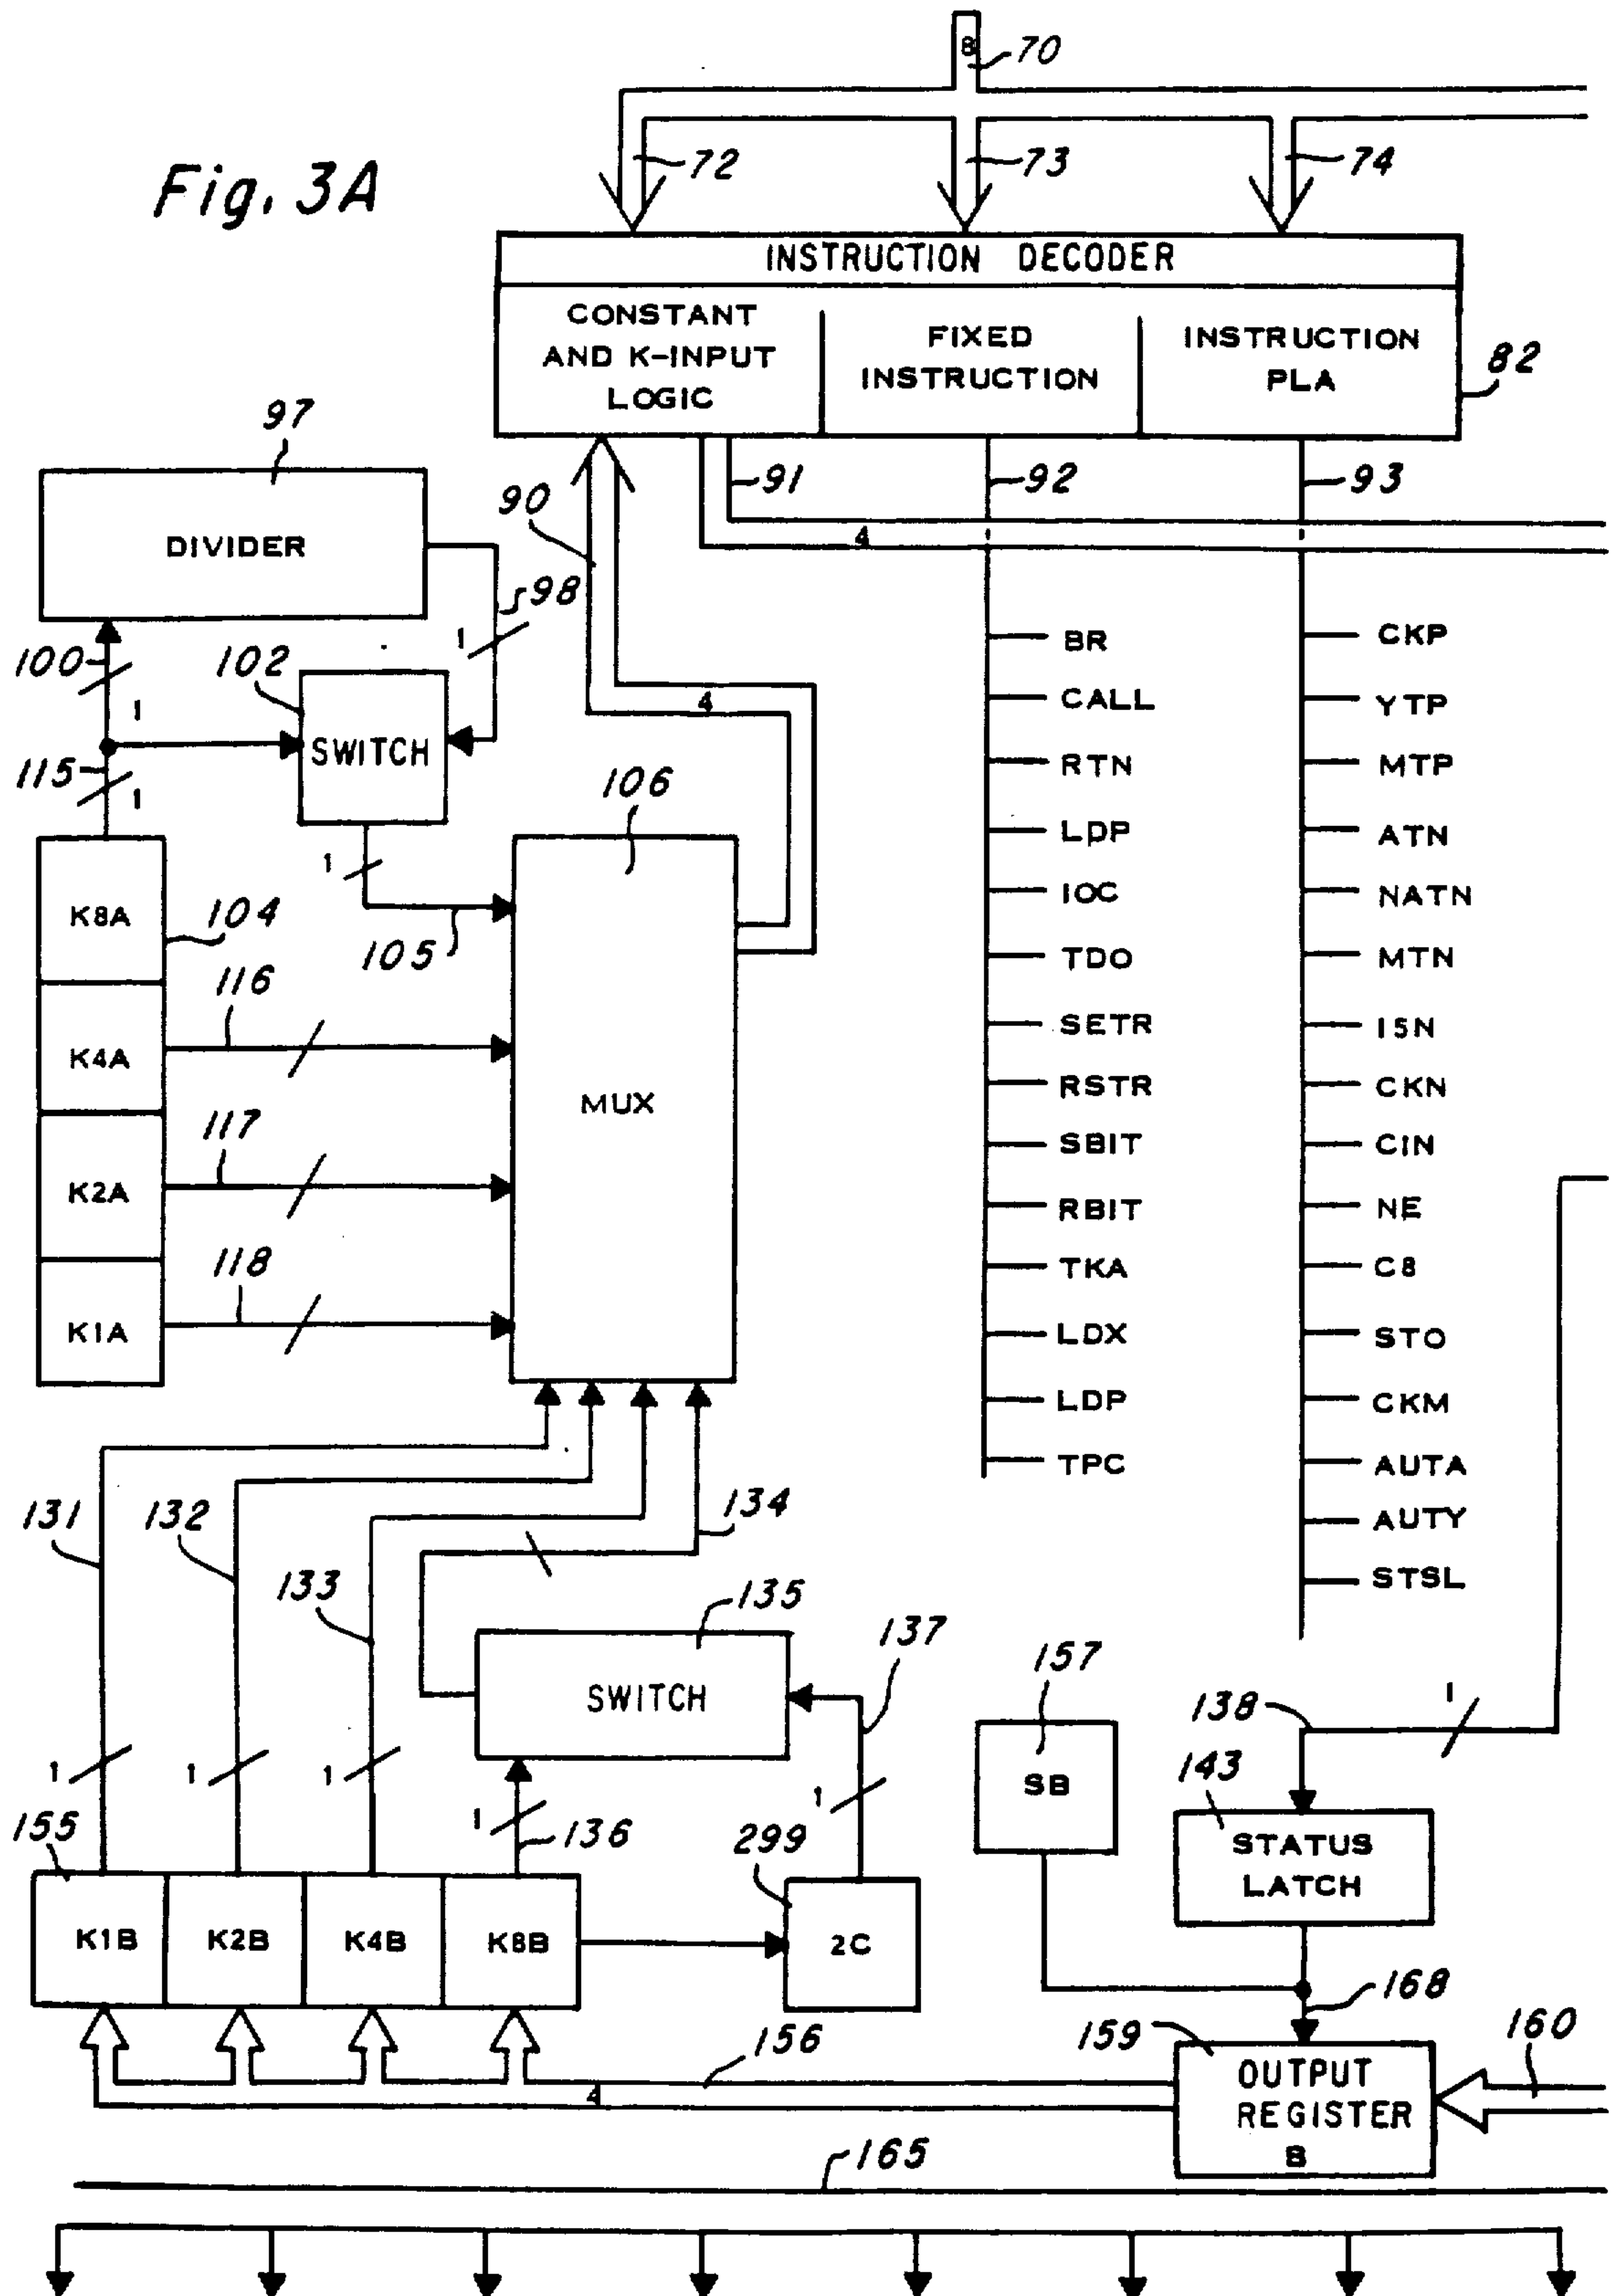 Fig. 3A
8
70
72
73
74
INSTRUCTION DECODER
CONSTANT
AND K-INPUT
LOGIC
FIXED
INSTRUCTION
INSTRUCTION
PLA
82
97
DIVIDER
90
91
92
93
4
98
1
100
1
102
SWITCH
4
115
1
106
1
105
K8A
104
116
K4A
MUX
117
K2A
118
K1A
BR
CALL
RTN
LDP
IOC
TDO
SETR
RSTR
SBIT
RBIT
TKA
LDX
LDP
TPC
CKP
YTP
MTP
ATN
NATN
MTN
15N
CKN
CIN
NE
C8
STO
CKM
AUTA
AUTY
STSL
131
132
133
134
135
SWITCH
137
157
SB
138
1
143
STATUS
LATCH
1
1
1
1
136
1
155
299
K1B
K2B
K4B
K8B
2C
168
156
4
159
OUTPUT
REGISTER
B
160
165